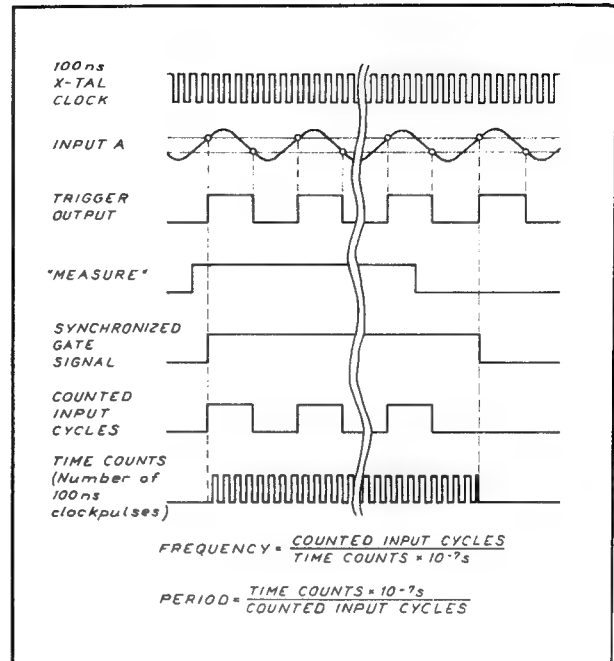 100ns
X-TAL
CLOCK
INPUT A
TRIGGER
OUTPUT
"MEASURE"
SYNCHRONIZED
GATE
SIGNAL
COUNTED
INPUT
CYCLES
TIME COUNTS
(Number of
100ns
clockpulses)
FREQUENCY = COUNTED INPUT CYCLES / TIME COUNTS × 10⁻⁷s
PERIOD = TIME COUNTS × 10⁻⁷s / COUNTED INPUT CYCLES